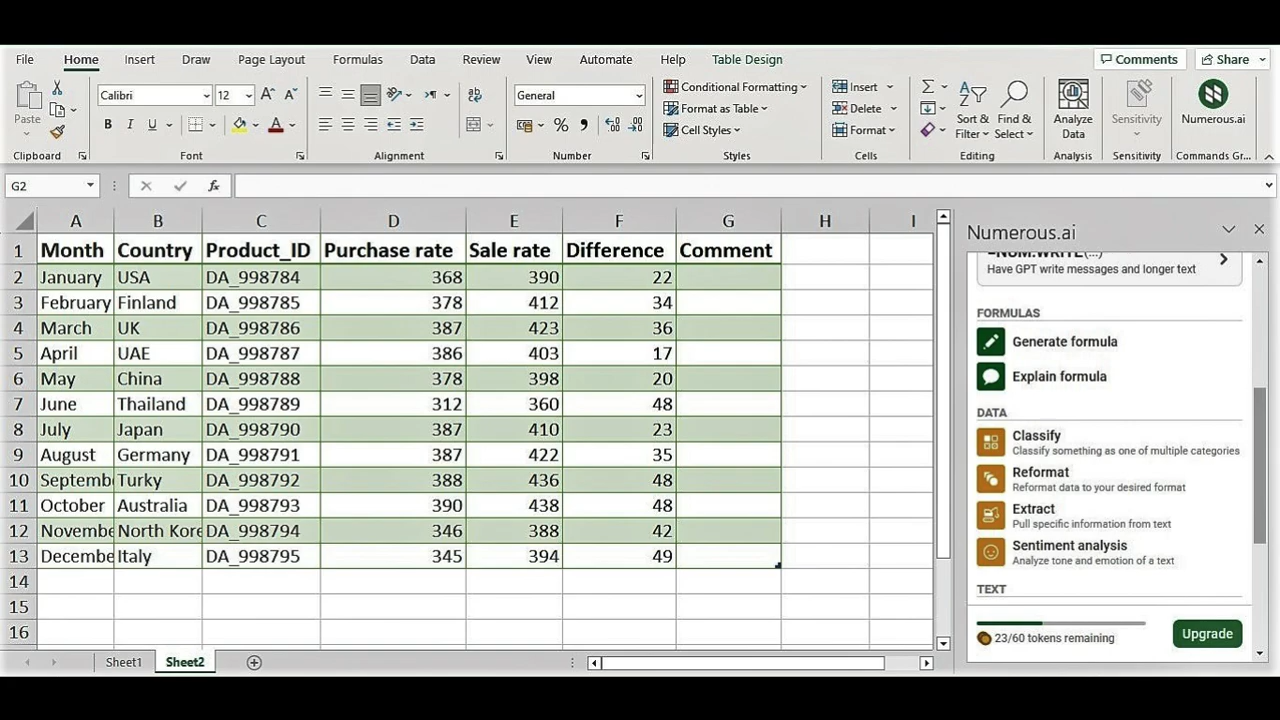 File Home Insert Draw Page Layout Formulas Data Review View Automate Help Table Design Comments Share
Paste
Calibri 12
B I U A
ab
General
% ,
Conditional Formatting
Format as Table
Cell Styles
Insert
Delete
Format
Sort & Filter
Find & Select
Analyze Data
Sensitivity
Numerous.ai
Clipboard Font Alignment Number Styles Cells Editing Analysis Sensitivity Commands Gr...
G2 fx
A B C D E F G H I
1 Month Country Product_ID Purchase rate Sale rate Difference Comment
2 January USA DA_998784 368 390 22
3 February Finland DA_998785 378 412 34
4 March UK DA_998786 387 423 36
5 April UAE DA_998787 386 403 17
6 May China DA_998788 378 398 20
7 June Thailand DA_998789 312 360 48
8 July Japan DA_998790 387 410 23
9 August Germany DA_998791 387 422 35
10 Septemb Turky DA_998792 388 436 48
11 October Australia DA_998793 390 438 48
12 Novembe North Kore DA_998794 346 388 42
13 Decembe Italy DA_998795 345 394 49
14
15
16
Sheet1 Sheet2
Numerous.ai
=NUM.WRITE(...)
Have GPT write messages and longer text
FORMULAS
Generate formula
Explain formula
DATA
Classify
Classify something as one of multiple categories
Reformat
Reformat data to your desired format
Extract
Pull specific information from text
Sentiment analysis
Analyze tone and emotion of a text
TEXT
23/60 tokens remaining
Upgrade